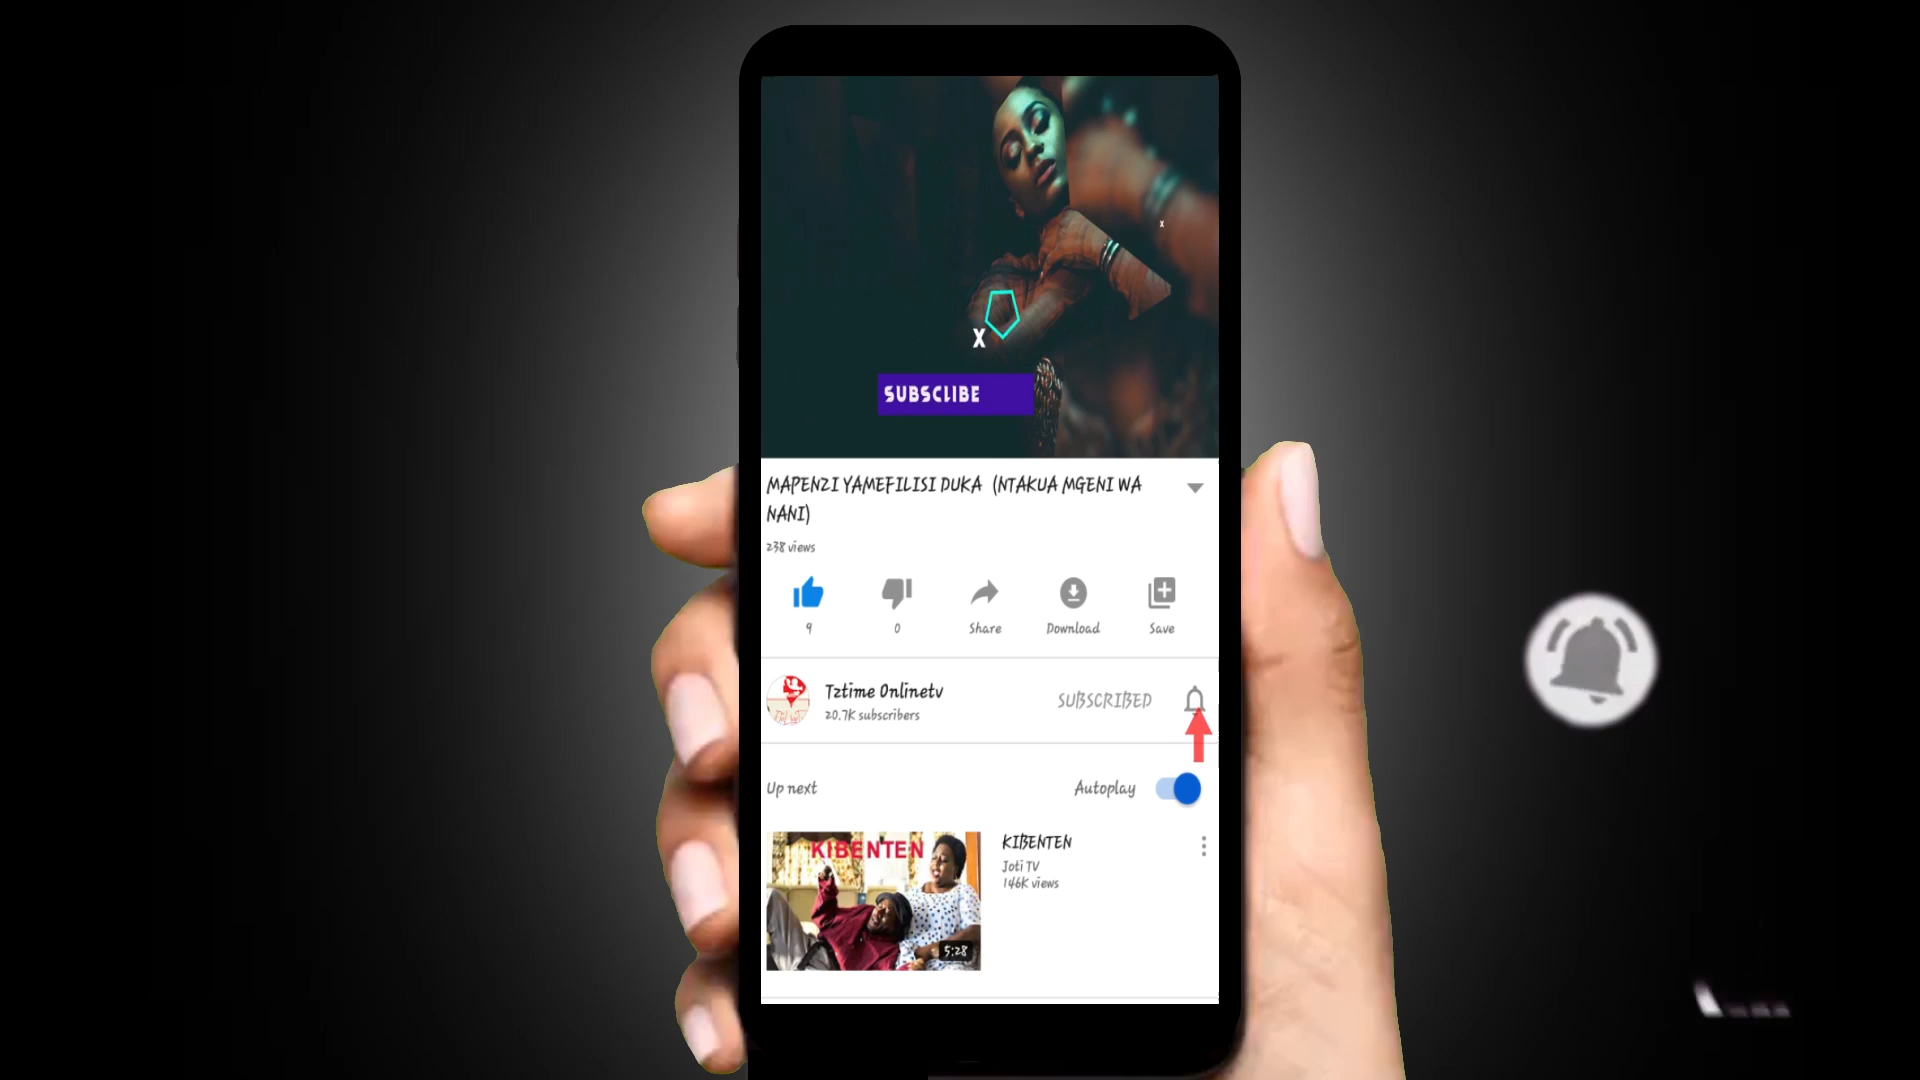 x
X
SUBSCLIBE
MAPENZI YAMEFILISI DUKA (NTAKUA MGENI WA
NANI)
238 views
9
0
Share
Download
Save
Tztime Onlinetv
20.7K subscribers
SUBSCRIBED
Up next
Autoplay
KIBENTEN
5:28
KIBENTEN
Joti TV
146K views